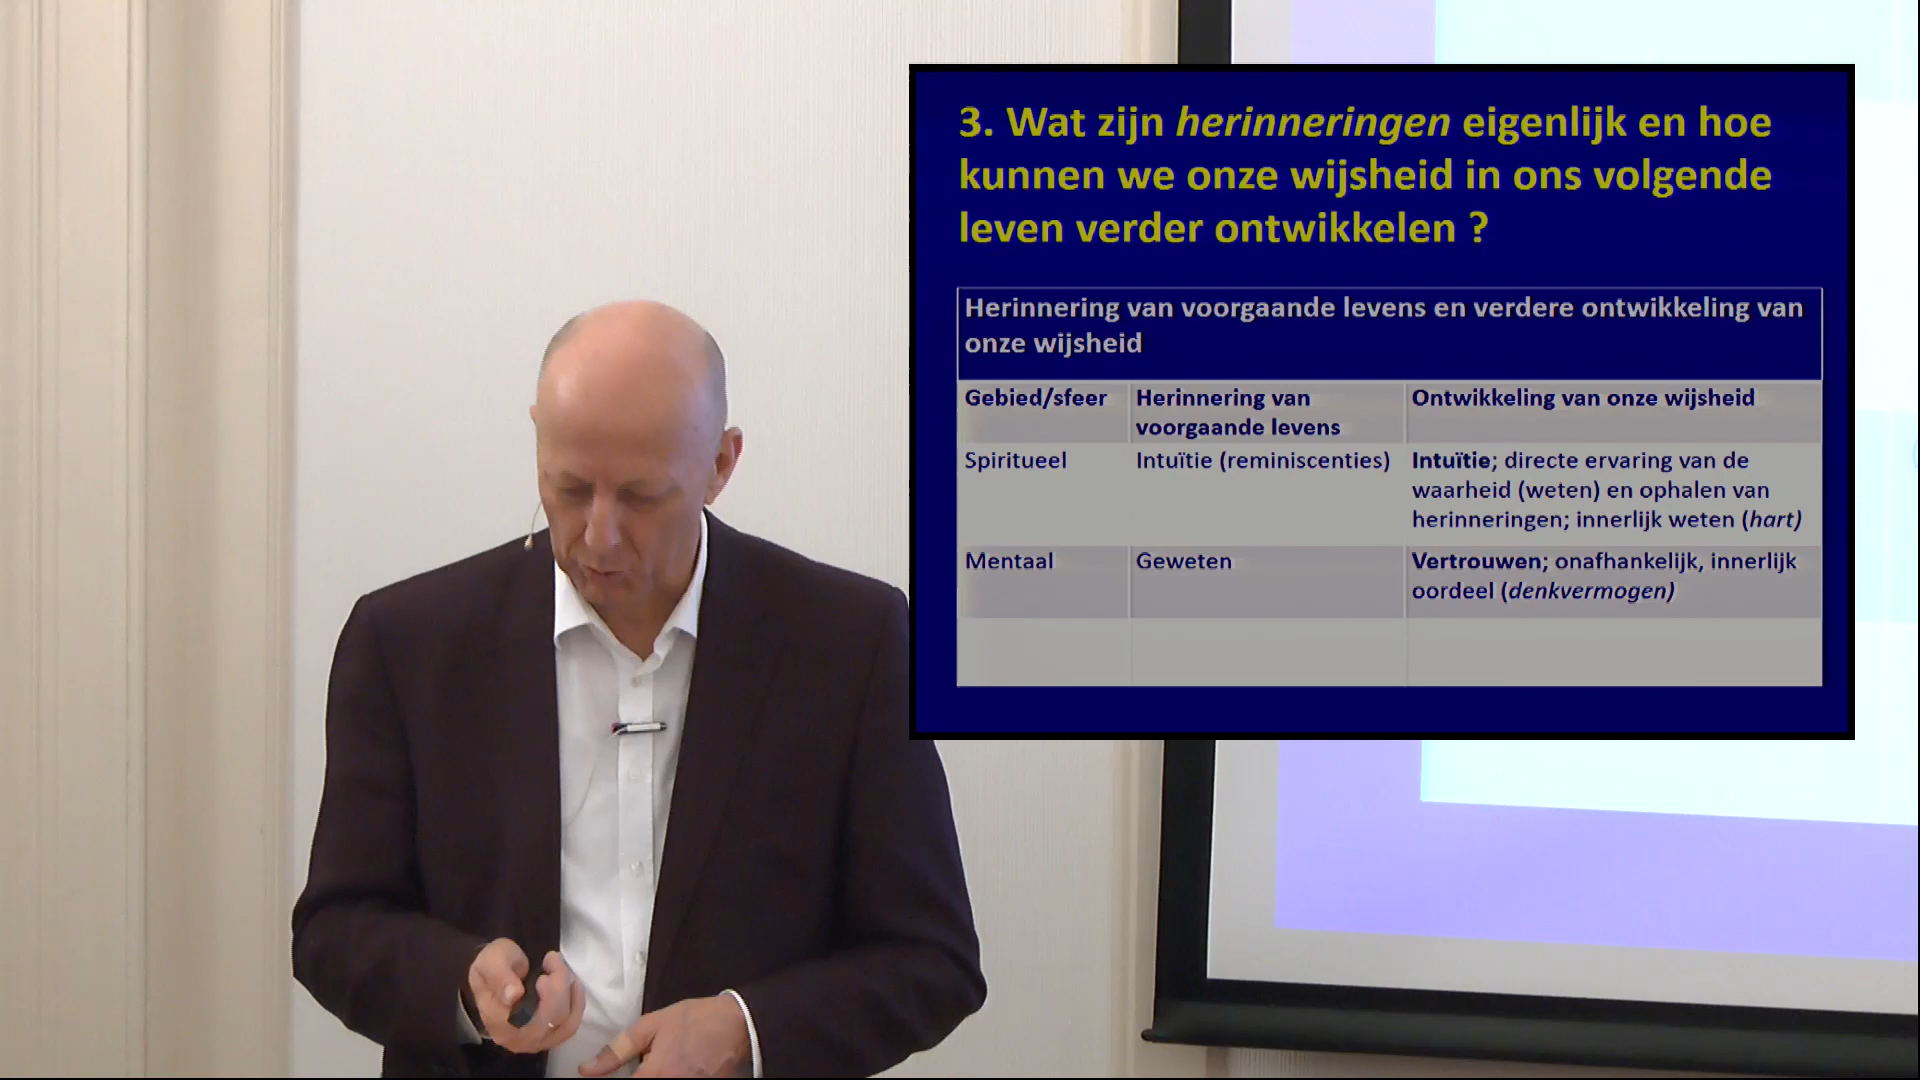 3. Wat zijn herinneringen eigenlijk en hoe
kunnen we onze wijsheid in ons volgende
leven verder ontwikkelen ?
Herinnering van voorgaande levens en verdere ontwikkeling van
onze wijsheid
Gebied/sfeer
Herinnering van
voorgaande levens
Ontwikkeling van onze wijsheid
Spiritueel
Intuïtie (reminiscenties)
Intuïtie; directe ervaring van de
waarheid (weten) en ophalen van
herinneringen; innerlijk weten (hart)
Mentaal
Geweten
Vertrouwen; onafhankelijk, innerlijk
oordeel (denkvermogen)